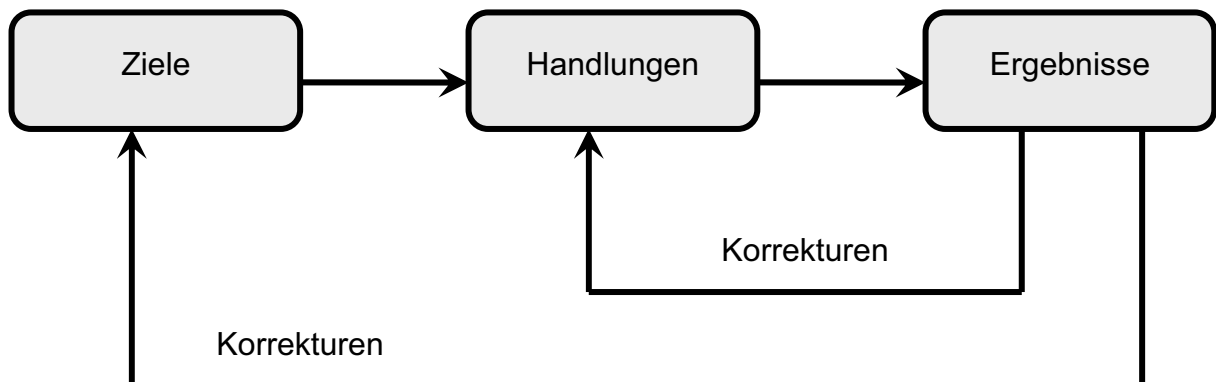 Ziele
Handlungen
Ergebnisse
Korrekturen
Korrekturen